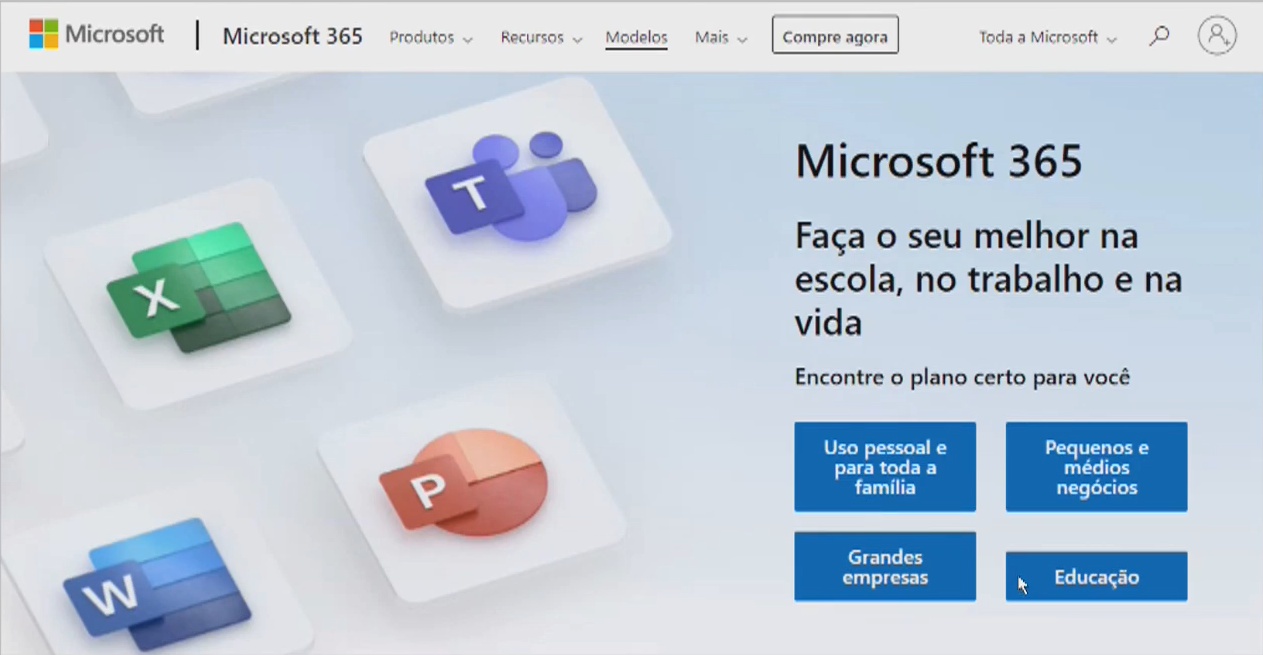 Microsoft
Microsoft 365
Produtos
Recursos
Modelos
Mais
Compre agora
Toda a Microsoft
T
X
P
W
Microsoft 365
Faça o seu melhor na
escola, no trabalho e na
vida
Encontre o plano certo para você
Uso pessoal e
para toda a
família
Pequenos e
médios
negócios
Grandes
empresas
Educação